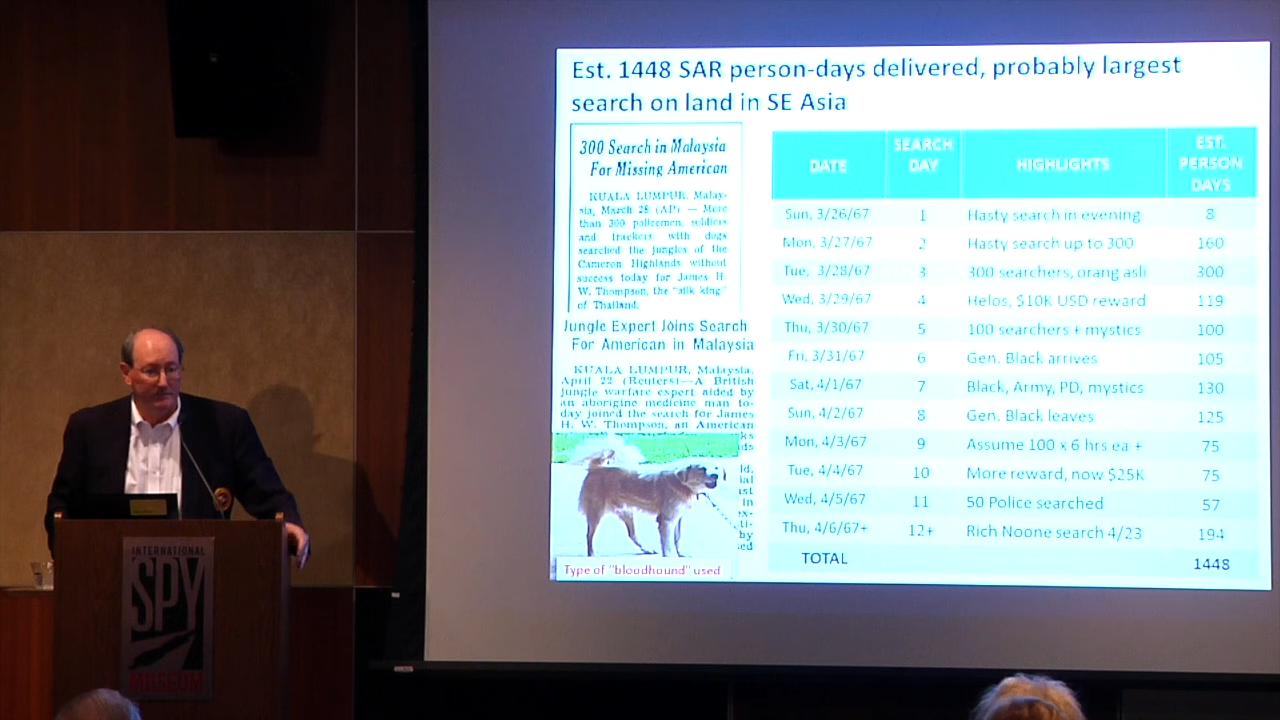 Est. 1448 SAR person-days delivered, probably largest
search on land in SE Asia
300 Search in Malaysia
For Missing American
KUALA LUMPUR, Malay-
sia, March 28 (AP) — More
than 300 policemen, soldiers
and trackers with dogs
searched the jungles of the
Cameron Highlands without
success today for James H.
W. Thompson, the "silk king"
of Thailand.
Jungle Expert Joins Search
For American in Malaysia
KUALA LUMPUR, Malaysia,
April 22 (Reuters)—A British
jungle warfare expert aided by
an aborigine medicine man to-
day joined the search for James
H. W. Thompson, an American
Type of "bloodhound" used
DATE SEARCH DAY HIGHLIGHTS EST. PERSON DAYS
Sun, 3/26/67 1 Hasty search in evening 8
Mon, 3/27/67 2 Hasty search up to 300 160
Tue, 3/28/67 3 300 searchers, orang asli 300
Wed, 3/29/67 4 Helos, $10K USD reward 119
Thu, 3/30/67 5 100 searchers + mystics 100
Fri, 3/31/67 6 Gen. Black arrives 105
Sat, 4/1/67 7 Black, Army, PD, mystics 130
Sun, 4/2/67 8 Gen. Black leaves 125
Mon, 4/3/67 9 Assume 100 x 6 hrs ea + 75
Tue, 4/4/67 10 More reward, now $25K 75
Wed, 4/5/67 11 50 Police searched 57
Thu, 4/6/67+ 12+ Rich Noone search 4/23 194
TOTAL 1448
INTERNATIONAL
SPY
MUSEUM